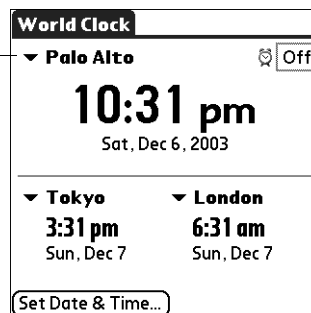 World Clock
Palo Alto Off
10:31 pm
Sat, Dec 6, 2003
Tokyo London
3:31 pm 6:31 am
Sun, Dec 7 Sun, Dec 7
Set Date & Time...